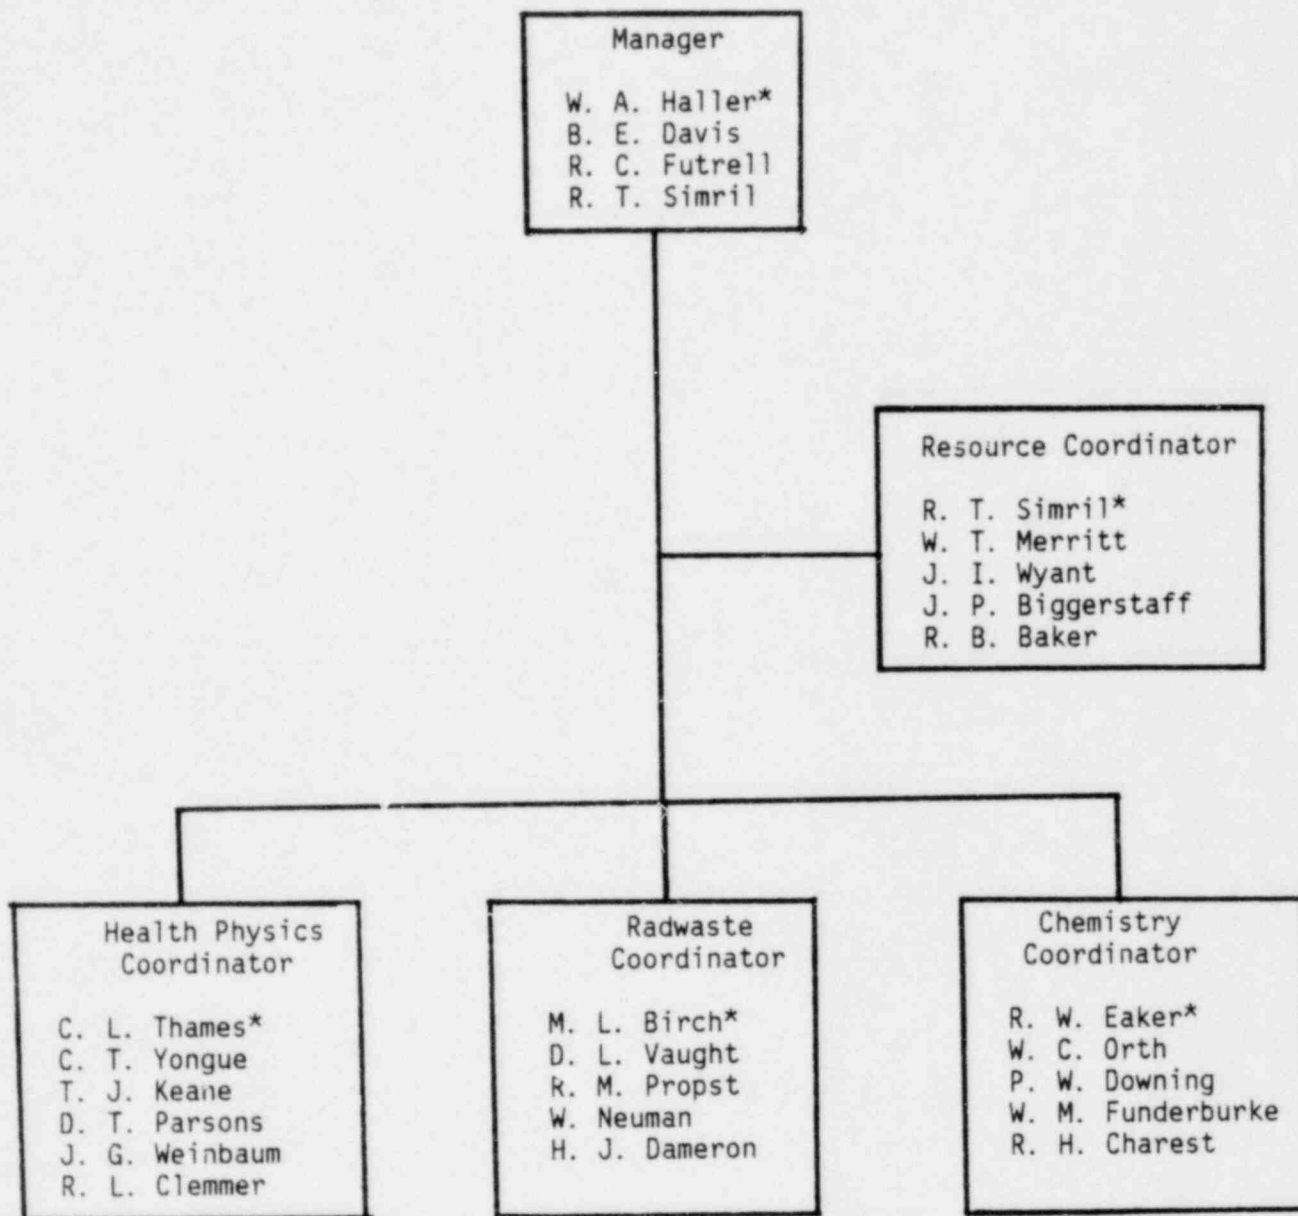 Manager
W. A. Haller*
B. E. Davis
R. C. Futrell
R. T. Simril
Resource Coordinator
R. T. Simril*
W. T. Merritt
J. I. Wyant
J. P. Biggerstaff
R. B. Baker
Health Physics
Coordinator
C. L. Thames*
C. T. Yongue
T. J. Keane
D. T. Parsons
J. G. Weinbaum
R. L. Clemmer
Radwaste
Coordinator
M. L. Birch*
D. L. Vaught
R. M. Propst
W. Neuman
H. J. Dameron
Chemistry
Coordinator
R. W. Eaker*
W. C. Orth
P. W. Downing
W. M. Funderburke
R. H. Charest